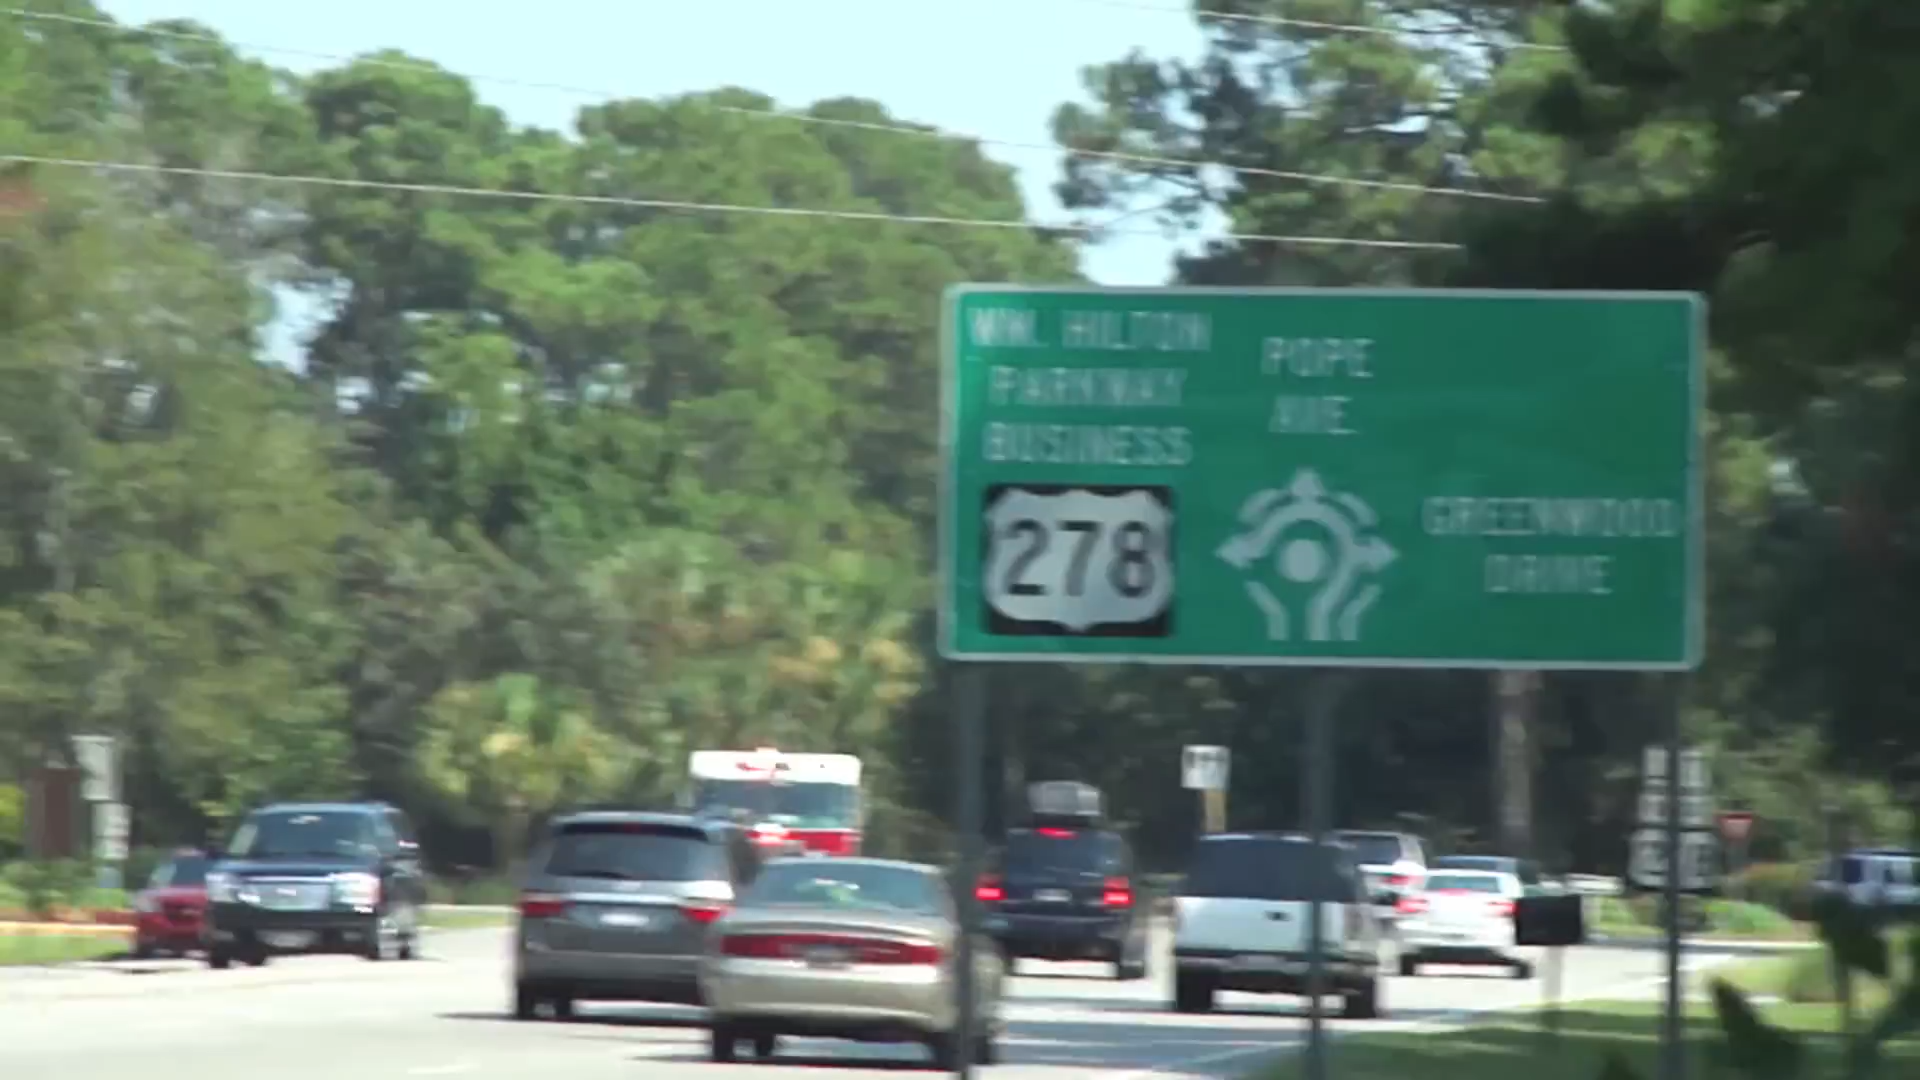 WM. HILTON
PARKWAY
BUSINESS
278
POPE
AVE.
GREENWOOD
DRIVE